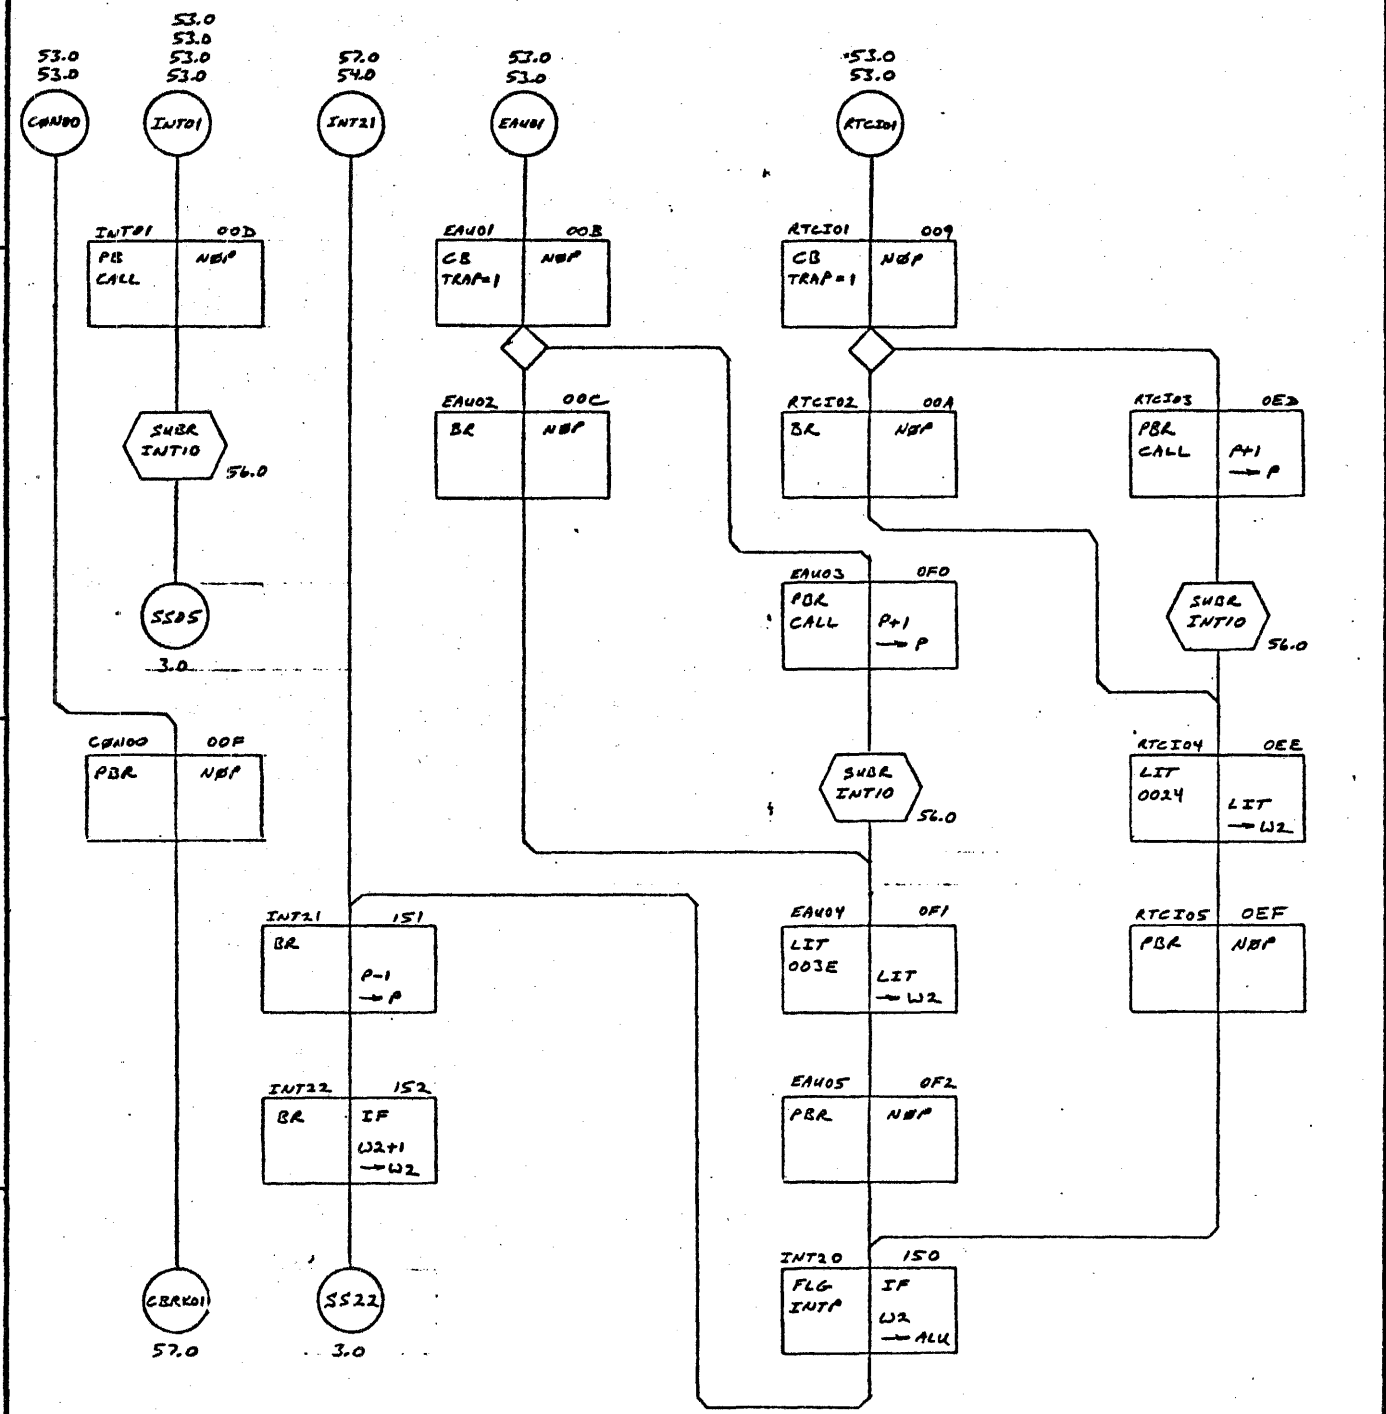 53.0
53.0
53.0
53.0
53.0
53.0
57.0
54.0
53.0
53.0
53.0
53.0
CØN00
INT01
INT21
EAU01
RTCI01
INTØ1 00D
PB NØP
CALL
EAU01 00B
CB NØP
TRAP=1
RTCI01 009
CB NØP
TRAP=1
EAU02 00C
BR NØP
RTCI02 00A
BR NØP
RTCI03 0ED
PBR
CALL P+1
→ P
SUBR
INT10
56.0
EAU03 0F0
PBR
CALL P+1
→ P
SS05
3.0
SUBR
INT10
56.0
CØN00 00F
PBR NØP
SUBR
INT10
56.0
RTCI04 0EE
LIT
0024 LIT
→ W2
INT21 151
BR
P-1
→ P
EAU04 0F1
LIT
003E LIT
→ W2
RTCI05 0EF
PBR NØP
INT22 152
BR IF
W2+1
→ W2
EAU05 0F2
PBR NØP
INT20 150
FLG IF
INTP
W2
→ ALU
CBRK01
57.0
SS22
3.0